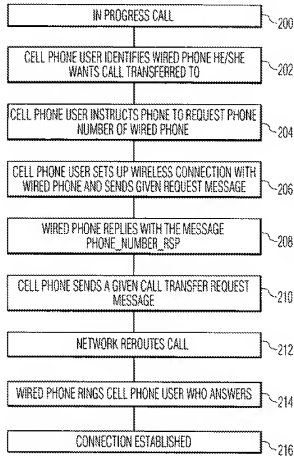 IN PROGRESS CALL
200
CELL PHONE USER IDENTIFIES WIRED PHONE HE/SHE
WANTS CALL TRANSFERRED TO
202
CELL PHONE USER INSTRUCTS PHONE TO REQUEST PHONE
NUMBER OF WIRED PHONE
204
CELL PHONE USER SETS UP WIRELESS CONNECTION WITH
WIRED PHONE AND SENDS GIVEN REQUEST MESSAGE
206
WIRED PHONE REPLIES WITH THE MESSAGE
PHONE_NUMBER_RSP
208
CELL PHONE SENDS A GIVEN CALL TRANSFER REQUEST
MESSAGE
210
NETWORK REROUTES CALL
212
WIRED PHONE RINGS CELL PHONE USER WHO ANSWERS
214
CONNECTION ESTABLISHED
216